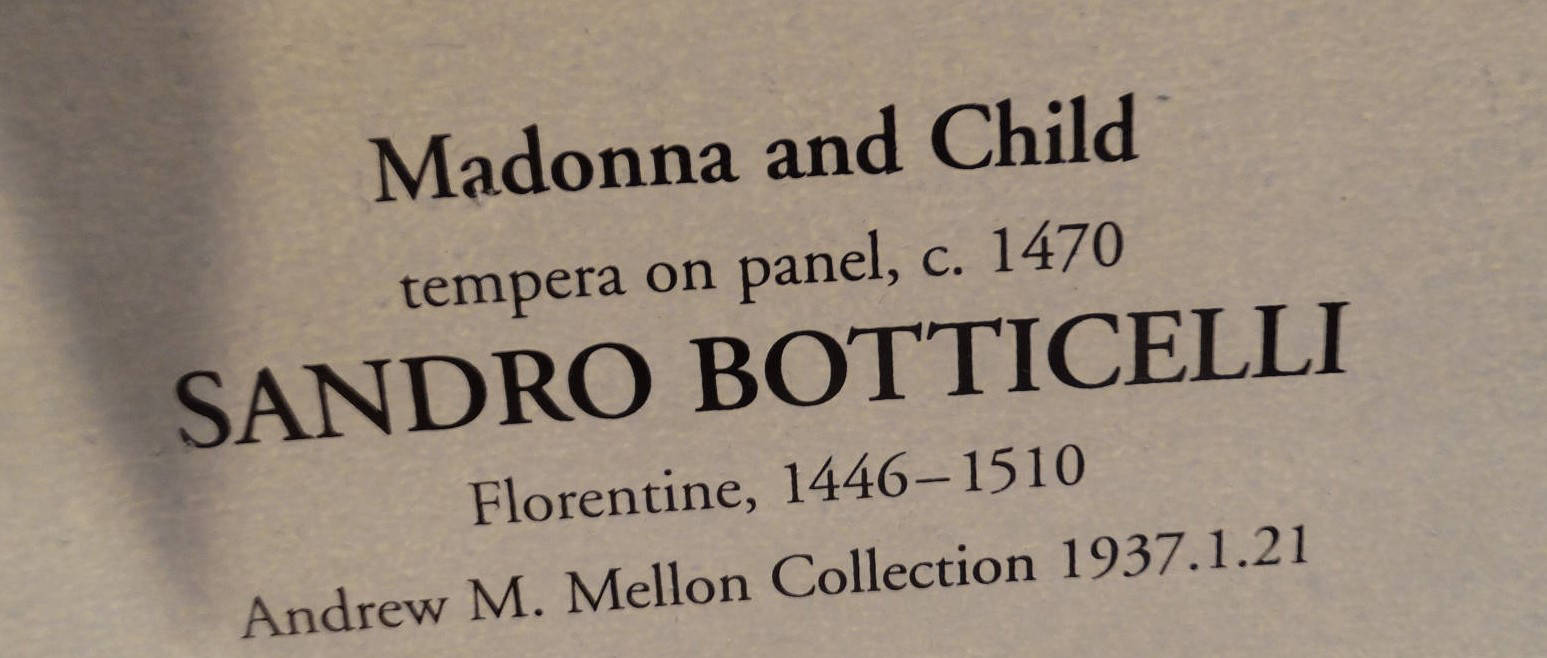 Madonna and Child
tempera on panel, c. 1470
SANDRO BOTTICELLI
Florentine, 1446–1510
Andrew M. Mellon Collection 1937.1.21